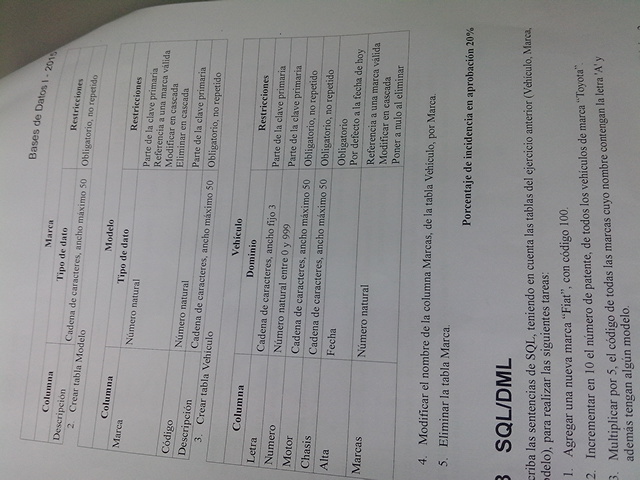 Bases de Datos I - 2015
Marca
Columna Tipo de dato Restricciones
Descripción Cadena de caracteres, ancho máximo 50 Obligatorio, no repetido
2. Crear tabla Modelo
Modelo
Columna Tipo de dato Restricciones
Marca Número natural Parte de la clave primaria
Referencia a una marca válida
Modificar en cascada
Eliminar en cascada
Código Número natural Parte de la clave primaria
Descripción Cadena de caracteres, ancho máximo 50 Obligatorio, no repetido
3. Crear tabla Vehículo
Vehículo
Columna Dominio Restricciones
Letra Cadena de caracteres, ancho fijo 3 Parte de la clave primaria
Numero Número natural entre 0 y 999 Parte de la clave primaria
Motor Cadena de caracteres, ancho máximo 50 Obligatorio, no repetido
Chasis Cadena de caracteres, ancho máximo 50 Obligatorio, no repetido
Alta Fecha Obligatorio
Por defecto a la fecha de hoy
Marcas Número natural Referencia a una marca válida
Modificar en cascada
Poner a nulo al eliminar
4. Modificar el nombre de la columna Marcas, de la tabla Vehículo, por Marca.
5. Eliminar la tabla Marca.
Porcentaje de incidencia en aprobación 20%
3 SQL/DML
criba las sentencias de SQL, teniendo en cuenta las tablas del ejercicio anterior (Vehículo, Marca,
odelo), para realizar las siguientes tareas:
1. Agregar una nueva marca “Fiat”, con código 100.
2. Incrementar en 10 el número de patente, de todos los vehículos de marca “Toyota”.
3. Multiplicar por 5, el código de todas las marcas cuyo nombre contengan la letra 'A' y
además tengan algún modelo.